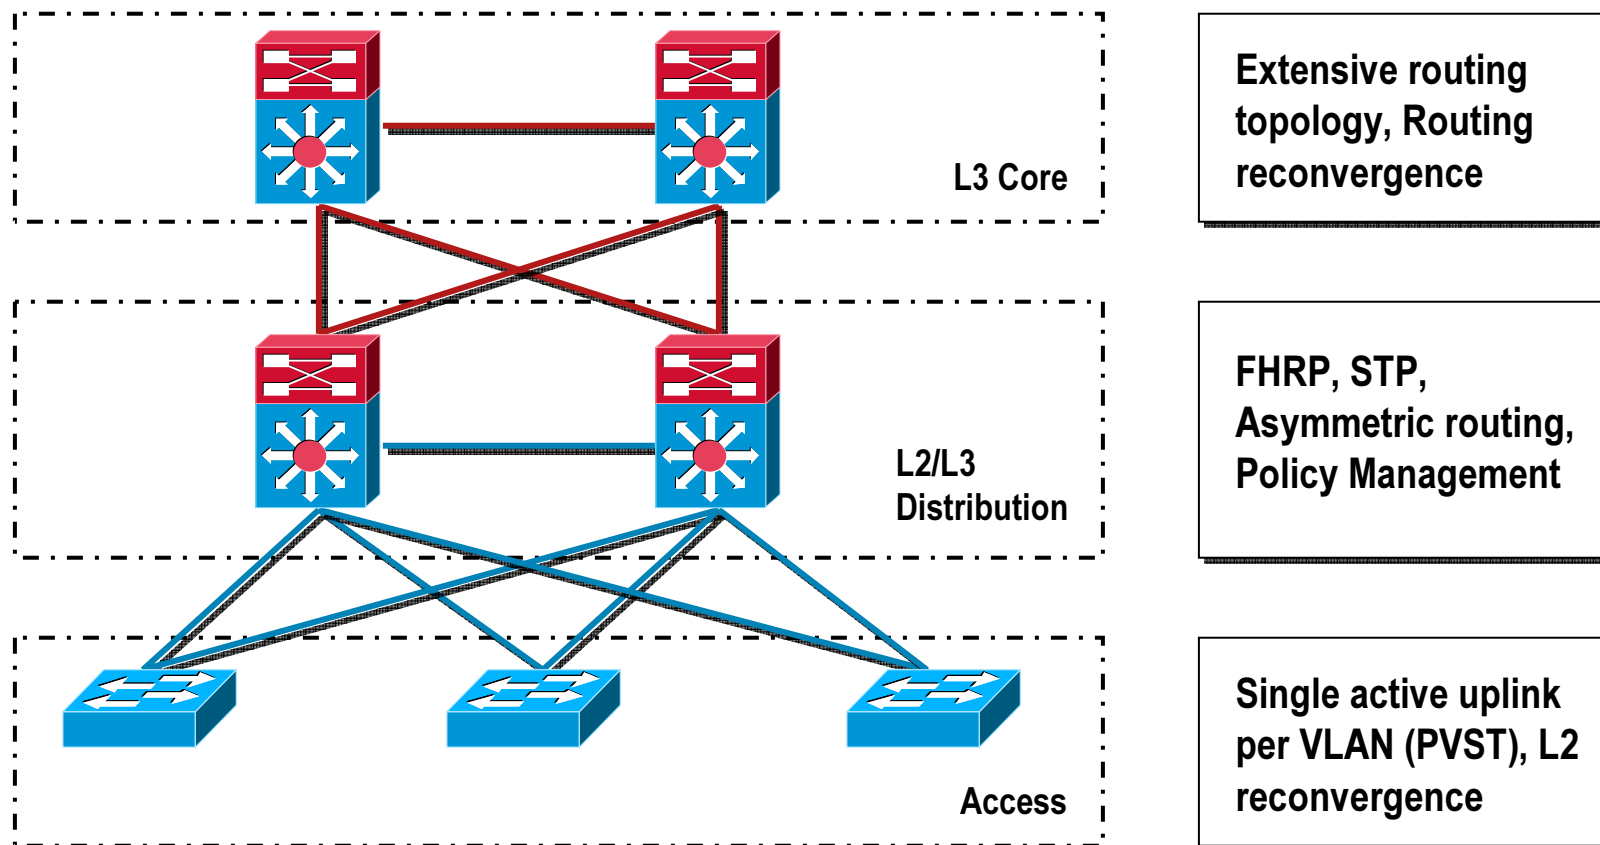 L3 Core
Extensive routing
topology, Routing
reconvergence
L2/L3
Distribution
FHRP, STP,
Asymmetric routing,
Policy Management
Access
Single active uplink
per VLAN (PVST), L2
reconvergence